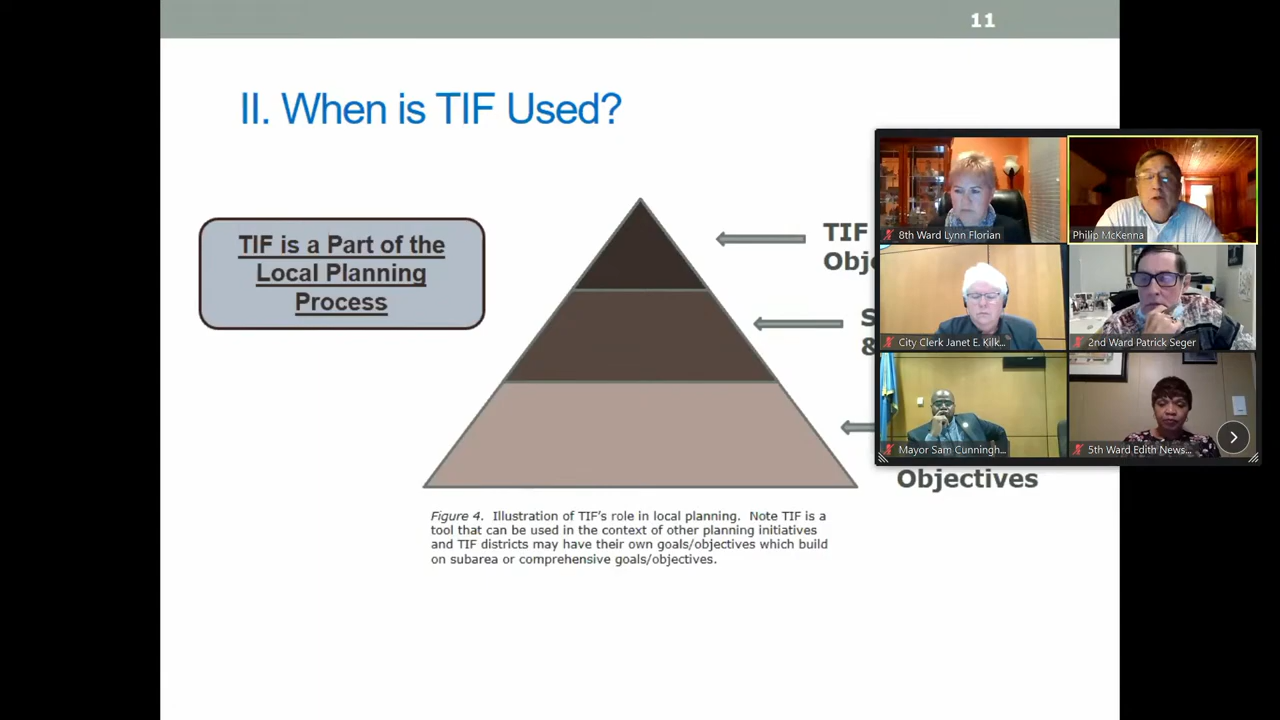 11
II. When is TIF Used?
TIF is a Part of the
Local Planning
Process
TIF
&
Objectives
Figure 4. Illustration of TIF's role in local planning. Note TIF is a
tool that can be used in the context of other planning initiatives
and TIF districts may have their own goals/objectives which build
on subarea or comprehensive goals/objectives.
8th Ward Lynn Florian
Philip McKenna
City Clerk Janet E. Kilk...
2nd Ward Patrick Seger
Mayor Sam Cunningh...
5th Ward Edith News...